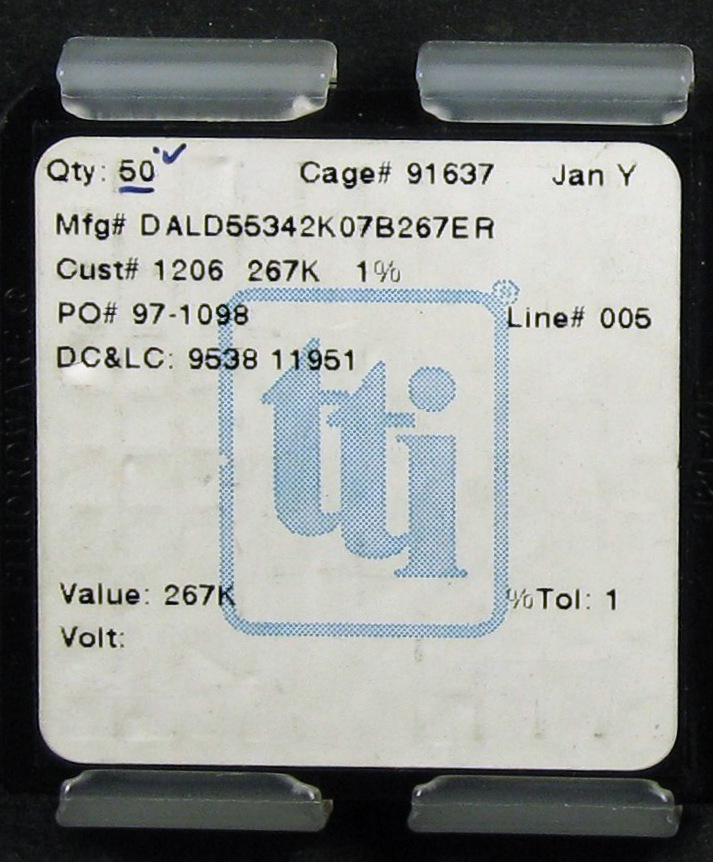 Qty: 50 Cage# 91637 Jan Y
Mfg# DALD55342K07B267ER
Cust# 1206 267K 1%
PO# 97-1098 Line# 005
DC&LC: 9538 11951
tti ®
Value: 267K %Tol: 1
Volt: